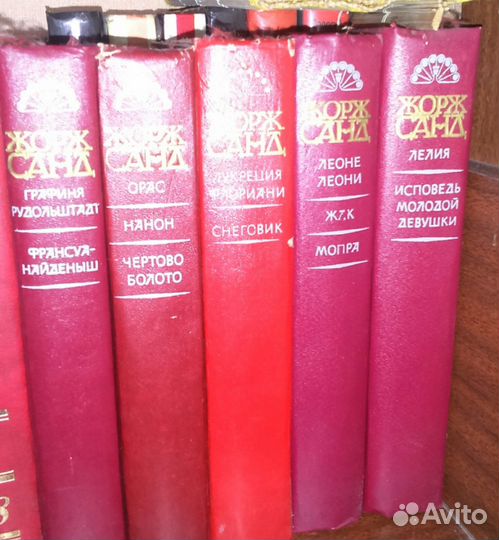 ЖОРЖ
САНД
ГРАФИНЯ
РУДОЛЬШТАДТ
ФРАНСУА-
НАЙДЕНЫШ
ЖОРЖ
САНД
ОРАС
НАНОН
ЧЕРТОВО
БОЛОТО
ЖОРЖ
САНД
ЛУКРЕЦИЯ
ФЛОРИАНИ
СНЕГОВИК
ЖОРЖ
САНД
ЛЕОНЕ
ЛЕОНИ
ЖАК
МОПРА
ЖОРЖ
САНД
ЛЕЛИЯ
ИСПОВЕДЬ
МОЛОДОЙ
ДЕВУШКИ
3
Avito